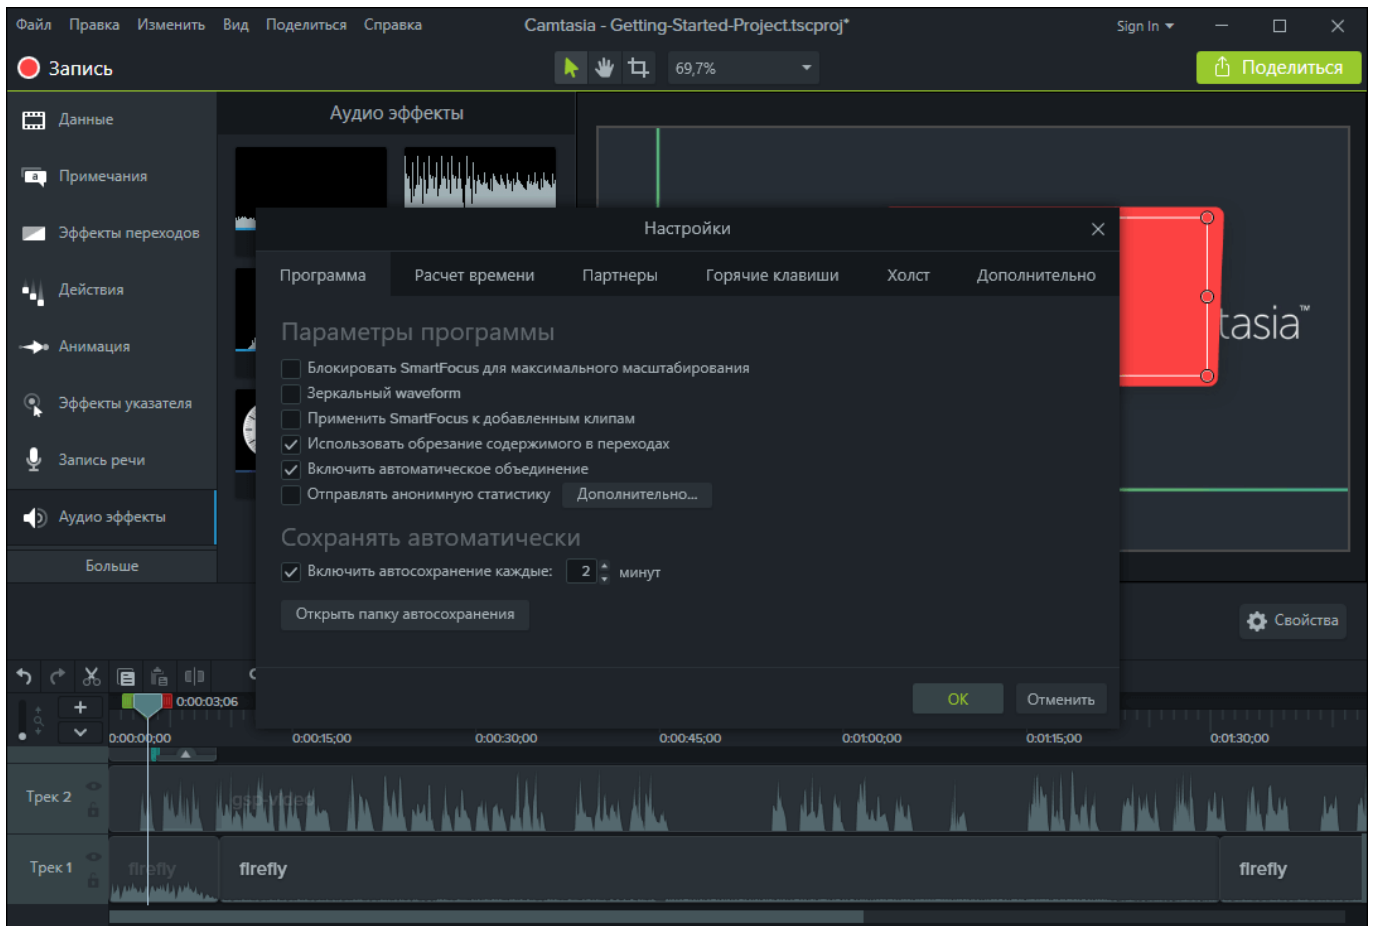 Файл Правка Изменить Вид Поделиться Справка Camtasia - Getting-Started-Project.tscproj* Sign In
Запись 69,7% Поделиться
Аудио эффекты
Данные
a Примечания
Эффекты переходов
Действия
Анимация
Эффекты указателя
Запись речи
Аудио эффекты
Больше
tasia™
Настройки
Программа Расчет времени Партнеры Горячие клавиши Холст Дополнительно
Параметры программы
Блокировать SmartFocus для максимального масштабирования
Зеркальный waveform
Применить SmartFocus к добавленным клипам
Использовать обрезание содержимого в переходах
Включить автоматическое объединение
Отправлять анонимную статистику Дополнительно...
Сохранять автоматически
Включить автосохранение каждые: 2 минут
Открыть папку автосохранения
OK Отменить
Свойства
0:00:03;06
0:00:00;00 0:00:15;00 0:00:30;00 0:00:45;00 0:01:00;00 0:01:15;00 0:01:30;00
Трек 2 gsp-video
Трек 1 firefly firefly firefly